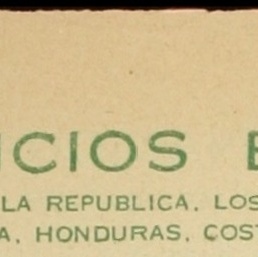 ICIOS E
LA REPUBLICA, LOS
A, HONDURAS, COST